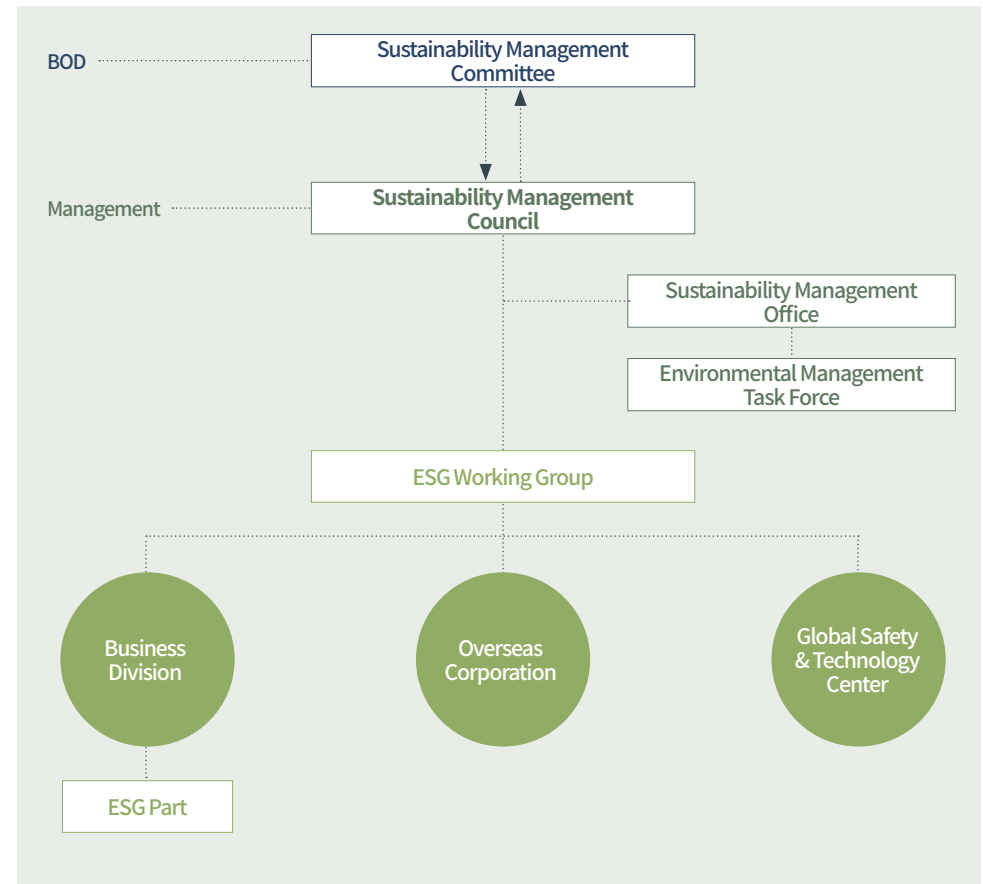 BOD
Sustainability Management
Committee
Management
Sustainability Management
Council
Sustainability Management
Office
Environmental Management
Task Force
ESG Working Group
Business
Division
Overseas
Corporation
Global Safety
& Technology
Center
ESG Part